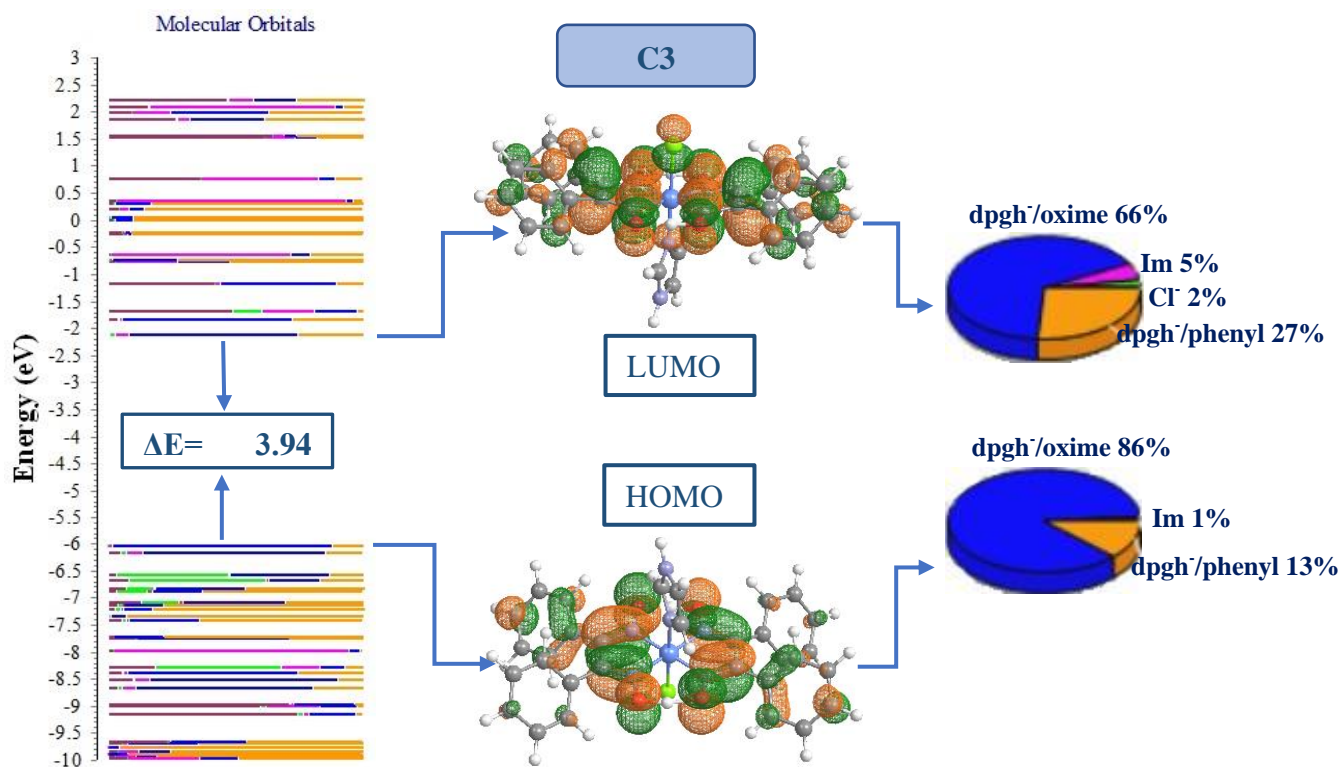 Molecular Orbitals
C3
Energy (eV)
3
2.5
2
1.5
1
0.5
0
-0.5
-1
-1.5
-2
-2.5
-3
-3.5
-4
-4.5
-5
-5.5
-6
-6.5
-7
-7.5
-8
-8.5
-9
-9.5
-10
ΔE= 3.94
LUMO
dpgh⁻/oxime 66%
Im 5%
Cl⁻ 2%
dpgh⁻/phenyl 27%
HOMO
dpgh⁻/oxime 86%
Im 1%
dpgh⁻/phenyl 13%